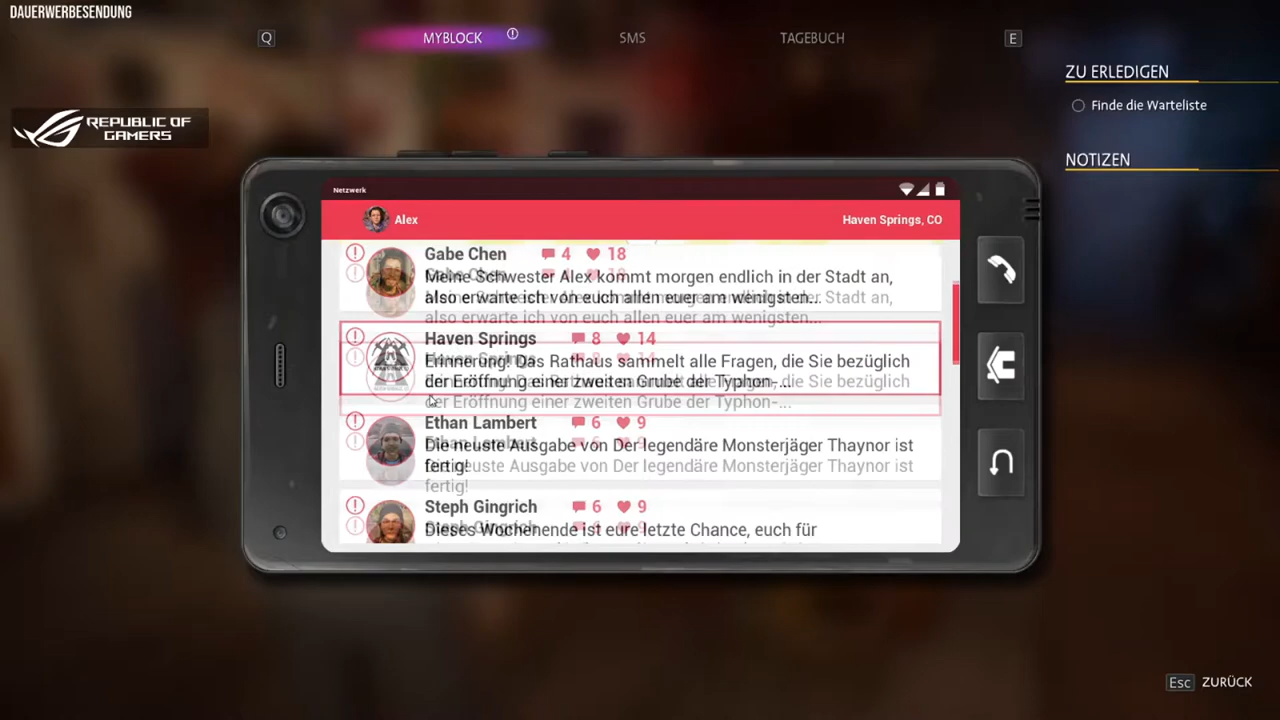 DAUERWERBESENDUNG
Q
MYBLOCK
SMS
TAGEBUCH
E
ZU ERLEDIGEN
Finde die Warteliste
NOTIZEN
REPUBLIC OF
GAMERS
Netzwerk
Alex
Haven Springs, CO
Gabe Chen 4 18
Meine Schwester Alex kommt morgen endlich in der Stadt an,
also erwarte ich von euch allen euer am wenigsten...
Haven Springs 8 14
Erinnerung! Das Rathaus sammelt alle Fragen, die Sie bezüglich
der Eröffnung einer zweiten Grube der Typhon-...
Ethan Lambert 6 9
Die neuste Ausgabe von Der legendäre Monsterjäger Thaynor ist
fertig!
Steph Gingrich 6 9
Dieses Wochenende ist eure letzte Chance, euch für
Esc ZURÜCK